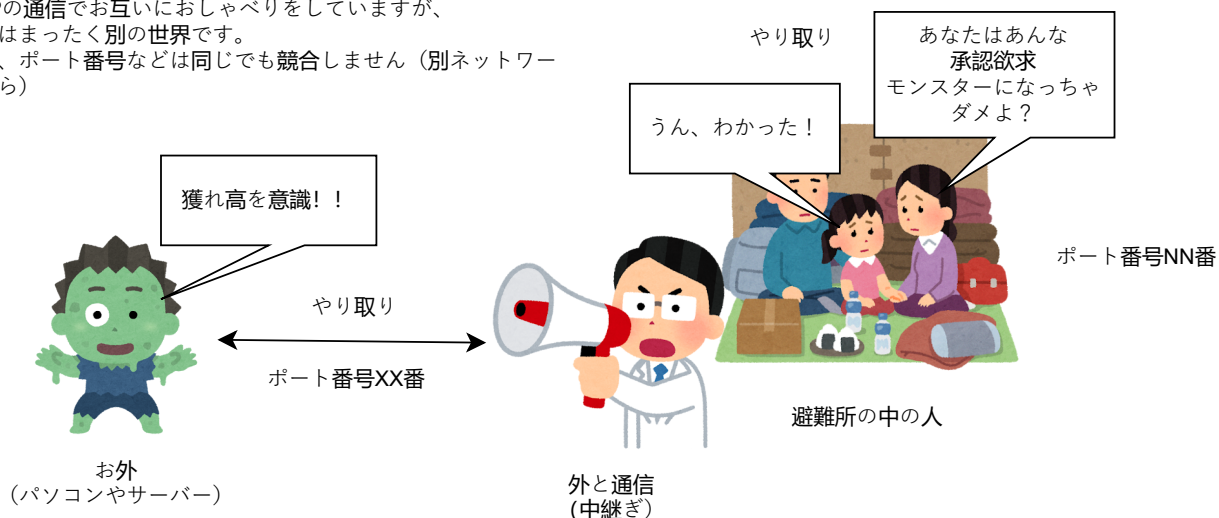 の通信でお互いにおしゃべりをしていますが、
はまったく別の世界です。
、ポート番号などは同じでも競合しません（別ネットワー
ら）
やり取り
あなたはあんな
承認欲求
モンスターになっちゃ
ダメよ？
うん、わかった！
獲れ高を意識！！
ポート番号NN番
やり取り
ポート番号XX番
避難所の中の人
お外
（パソコンやサーバー）
外と通信
(中継ぎ）